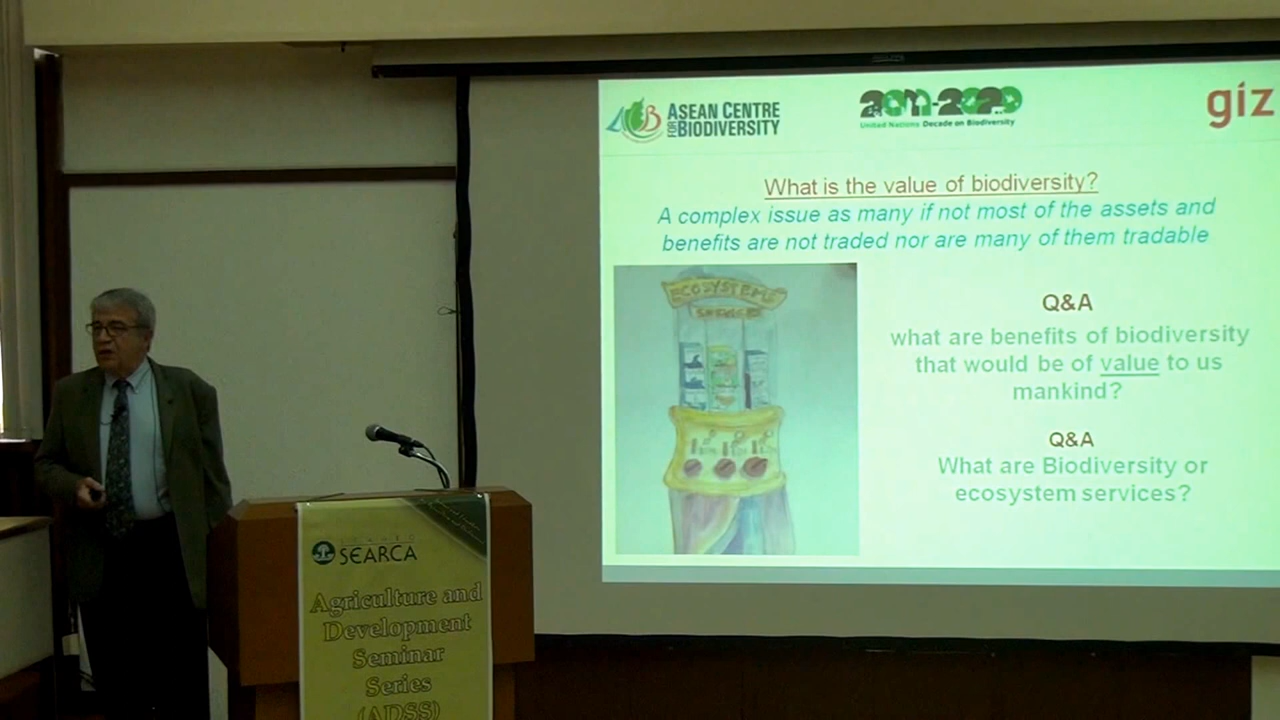 ASEAN CENTRE
FOR BIODIVERSITY
2011-2020
United Nations Decade on Biodiversity
giz
What is the value of biodiversity?
A complex issue as many if not most of the assets and
benefits are not traded nor are many of them tradable
ECOSYSTEMS
SERVICES
Q&A
what are benefits of biodiversity
that would be of value to us
mankind?
Q&A
What are Biodiversity or
ecosystem services?
SEARCA
Agriculture and
Development
Seminar
Series
(ADSS)